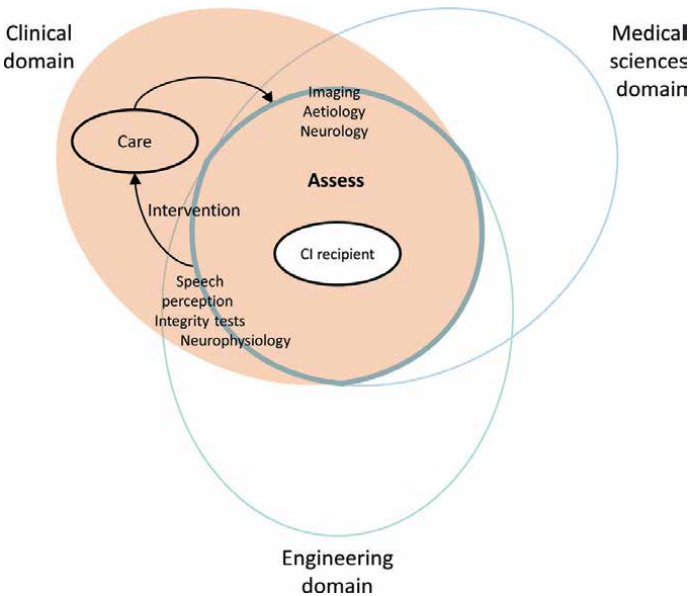 Clinical
domain
Medical
sciences
domain
Imaging
Aetiology
Neurology
Care
Assess
Intervention
CI recipient
Speech
perception
Integrity tests
Neurophysiology
Engineering
domain